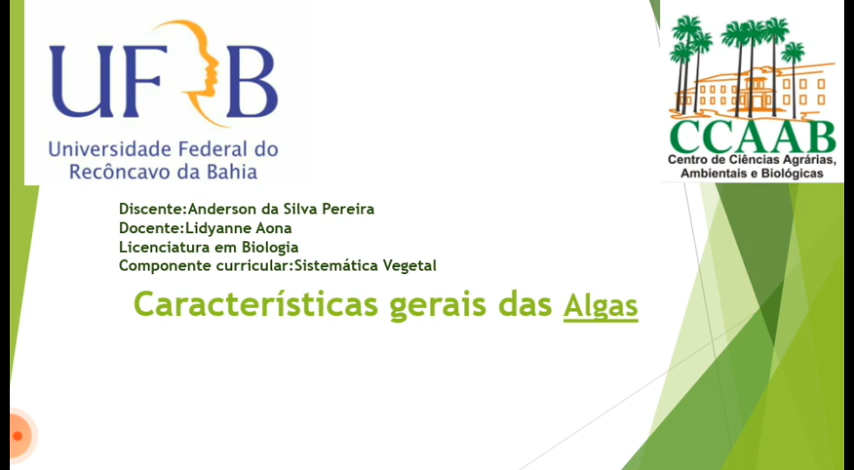 UFRB
Universidade Federal do
Recôncavo da Bahia
CCAAB
Centro de Ciências Agrárias,
Ambientais e Biológicas
Discente:Anderson da Silva Pereira
Docente:Lidyanne Aona
Licenciatura em Biologia
Componente curricular:Sistemática Vegetal
Características gerais das Algas